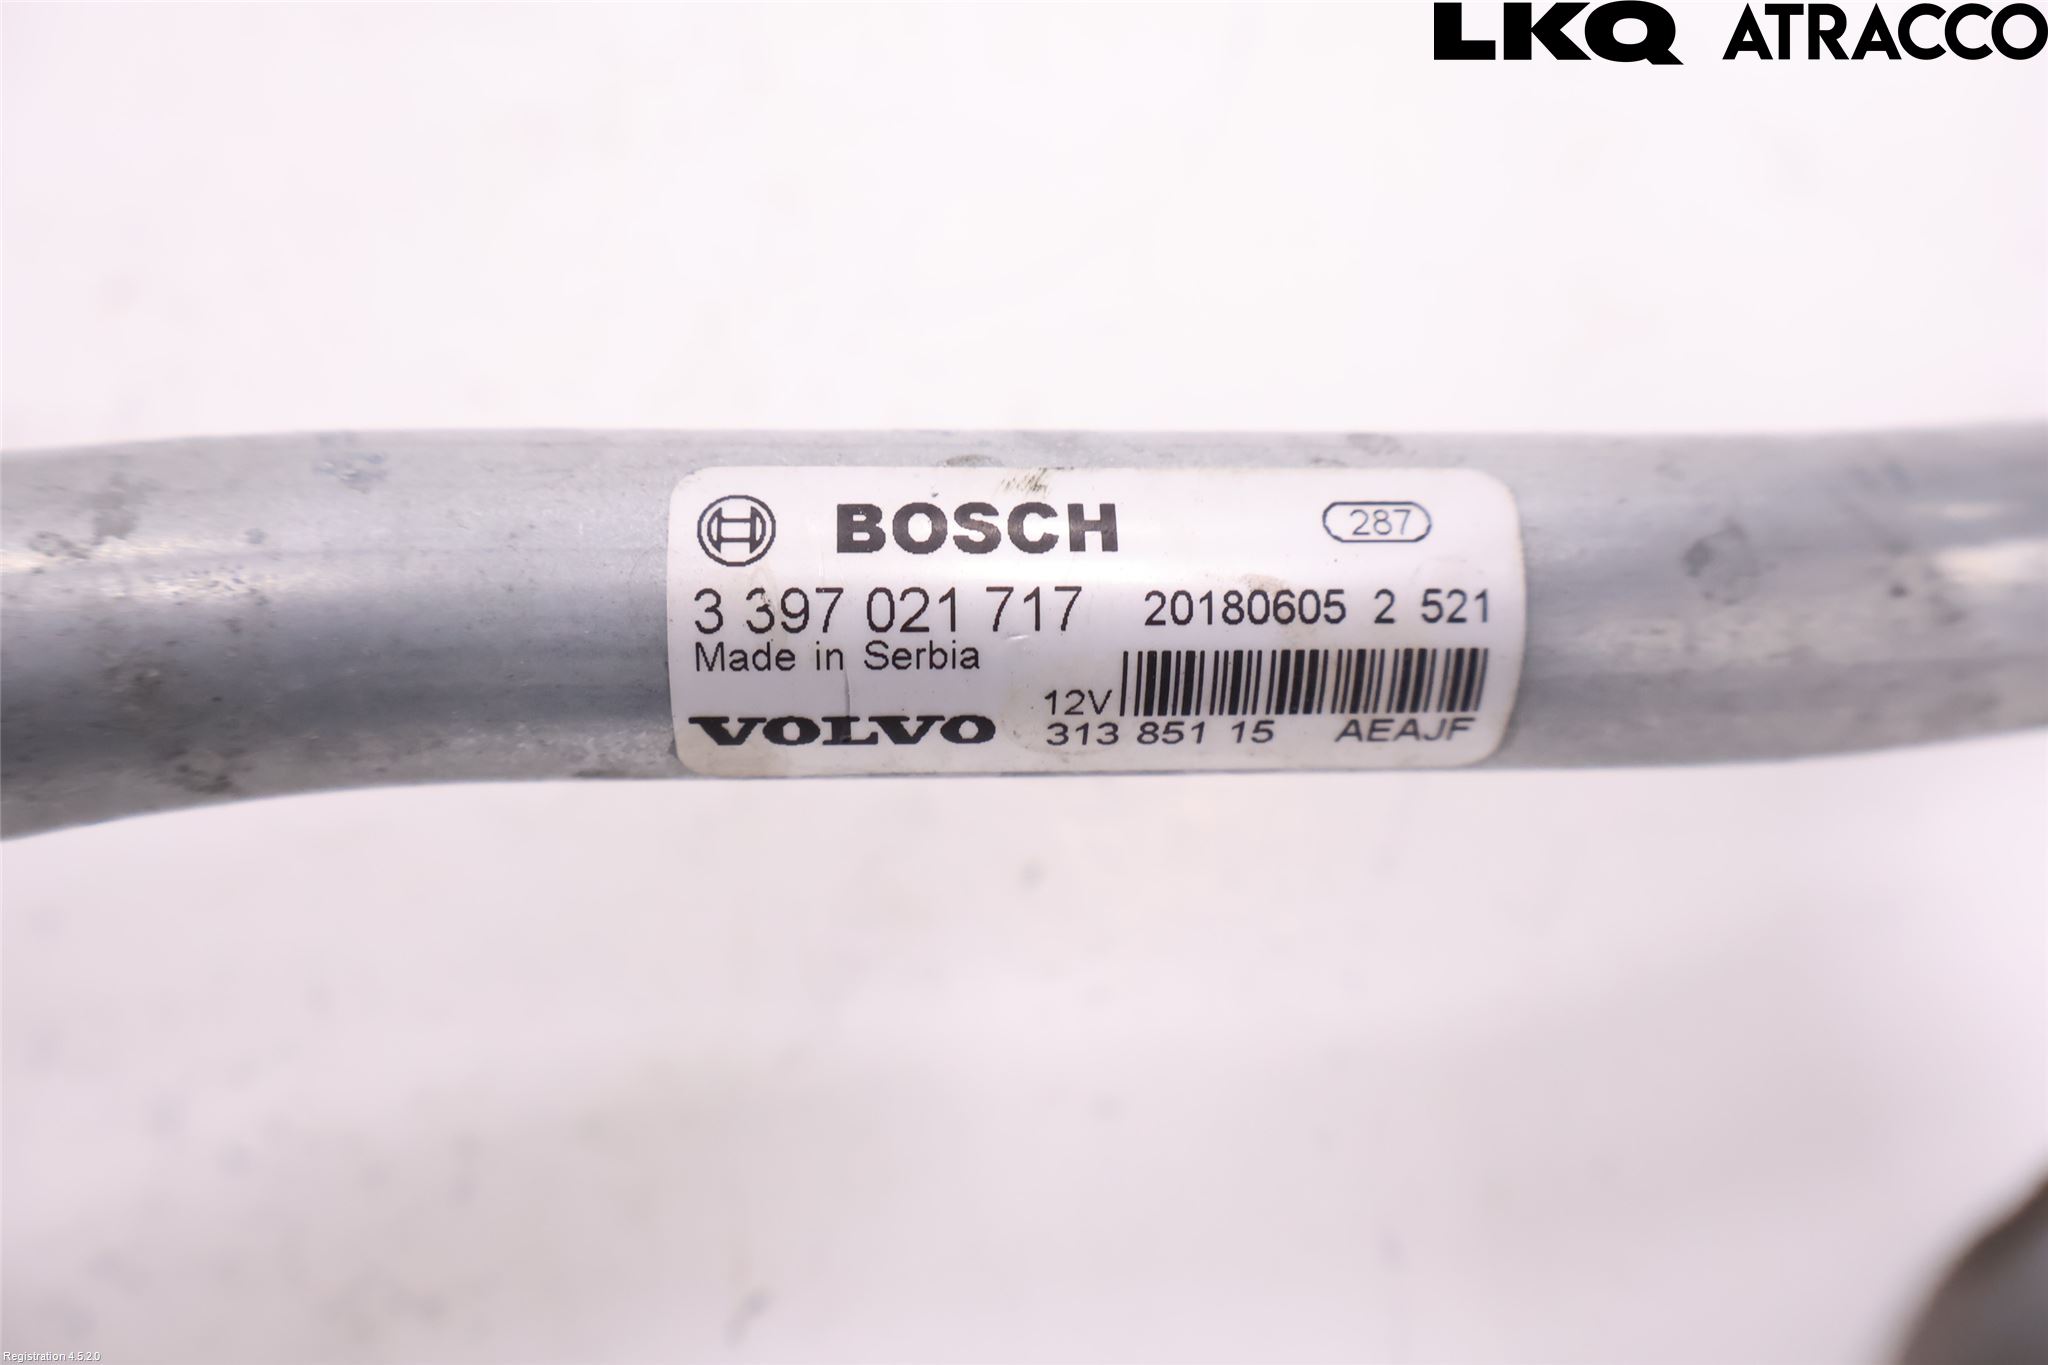 LKQ ATRACCO
BOSCH 287
3 397 021 717 20180605 2 521
Made in Serbia
12V
VOLVO 313 851 15 AEAJF
Registration 4.5.2.0